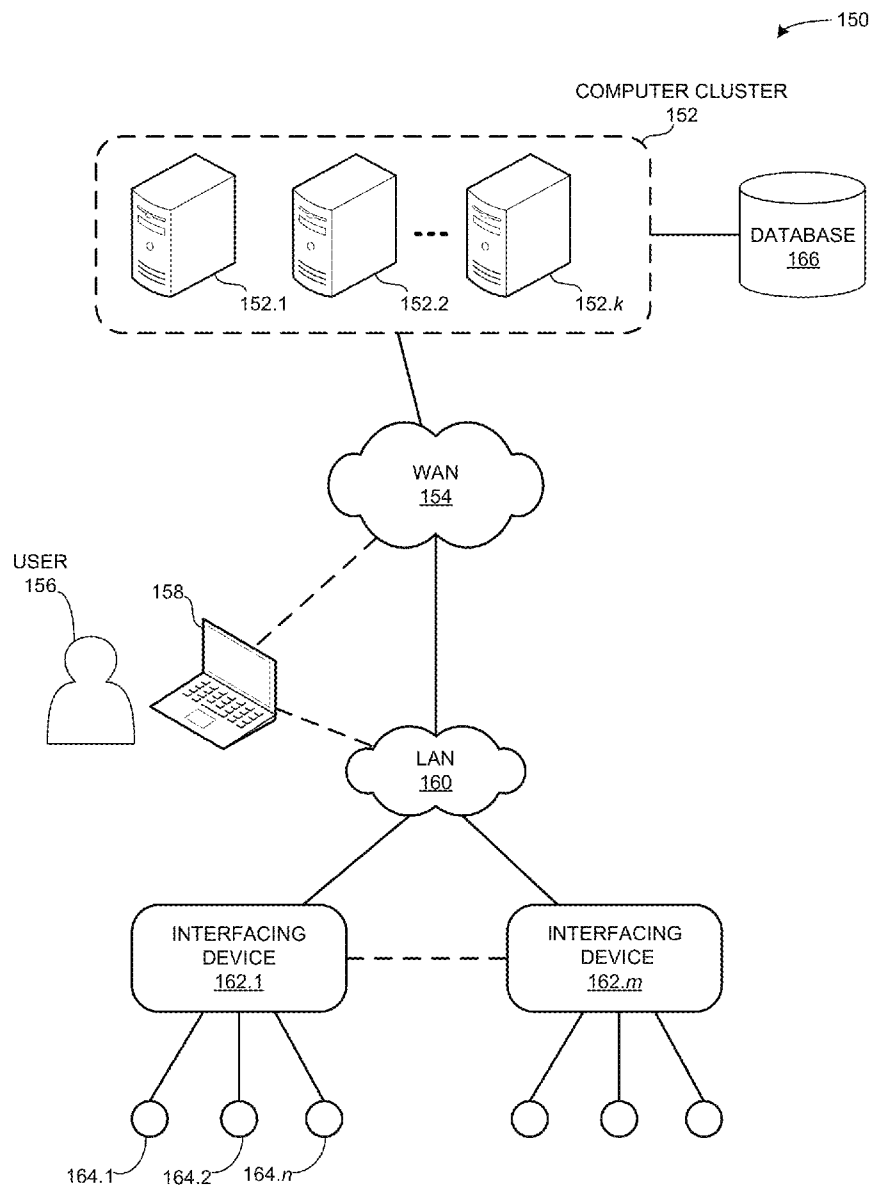 150
COMPUTER CLUSTER
152
152.1
152.2
152.k
DATABASE
166
WAN
154
USER
156
158
LAN
160
INTERFACING
DEVICE
162.1
INTERFACING
DEVICE
162.m
164.1
164.2
164.n